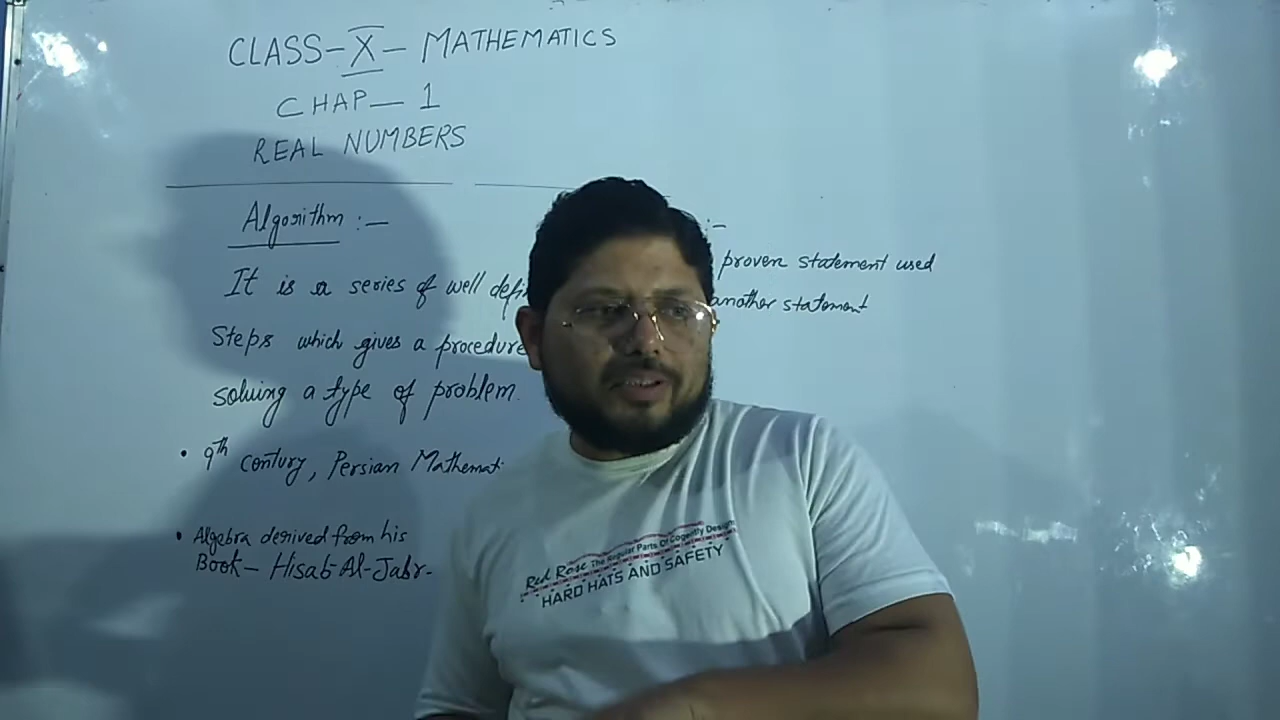 CLASS-X- MATHEMATICS
CHAP- 1
REAL NUMBERS
Algorithm :-
It is a series of well defi
Steps which gives a procedure
solving a type of problem.
• 9th century, Persian Mathemati
• Algebra derived from his
Book- Hisab-Al-Jabr-
:-
proven statement used
another statement
Red Rose The Regular Parts Of Cogently Design
HARD HATS AND SAFETY